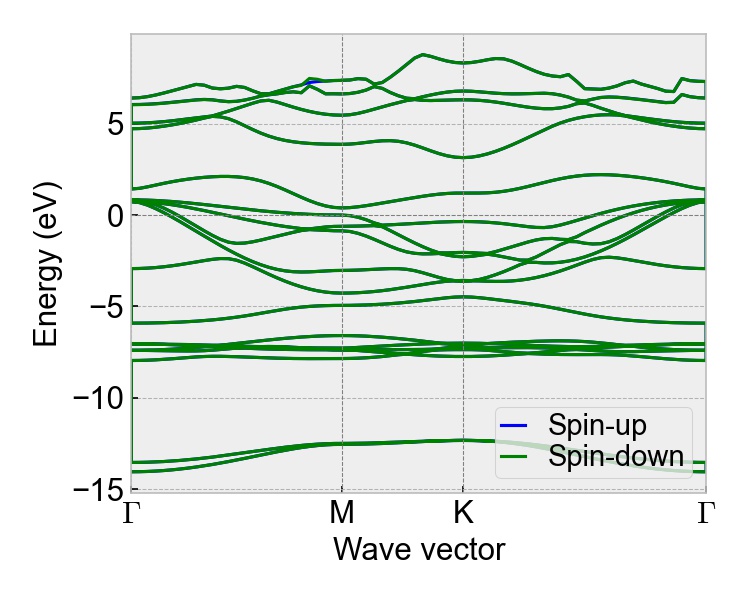 Energy (eV)
5
0
−5
−10
−15
Spin-up
Spin-down
Γ M K Γ
Wave vector